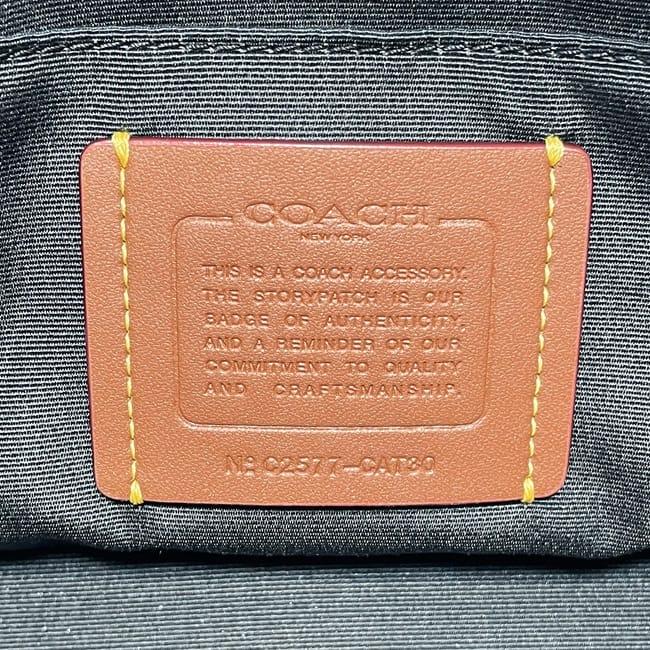 COACH
NEW YORK
THIS IS A COACH ACCESSORY.
THE STORYPATCH IS OUR
BADGE OF AUTHENTICITY,
AND A REMINDER OF OUR
COMMITMENT TO QUALITY
AND CRAFTSMANSHIP.
Nº C2577-CAT30